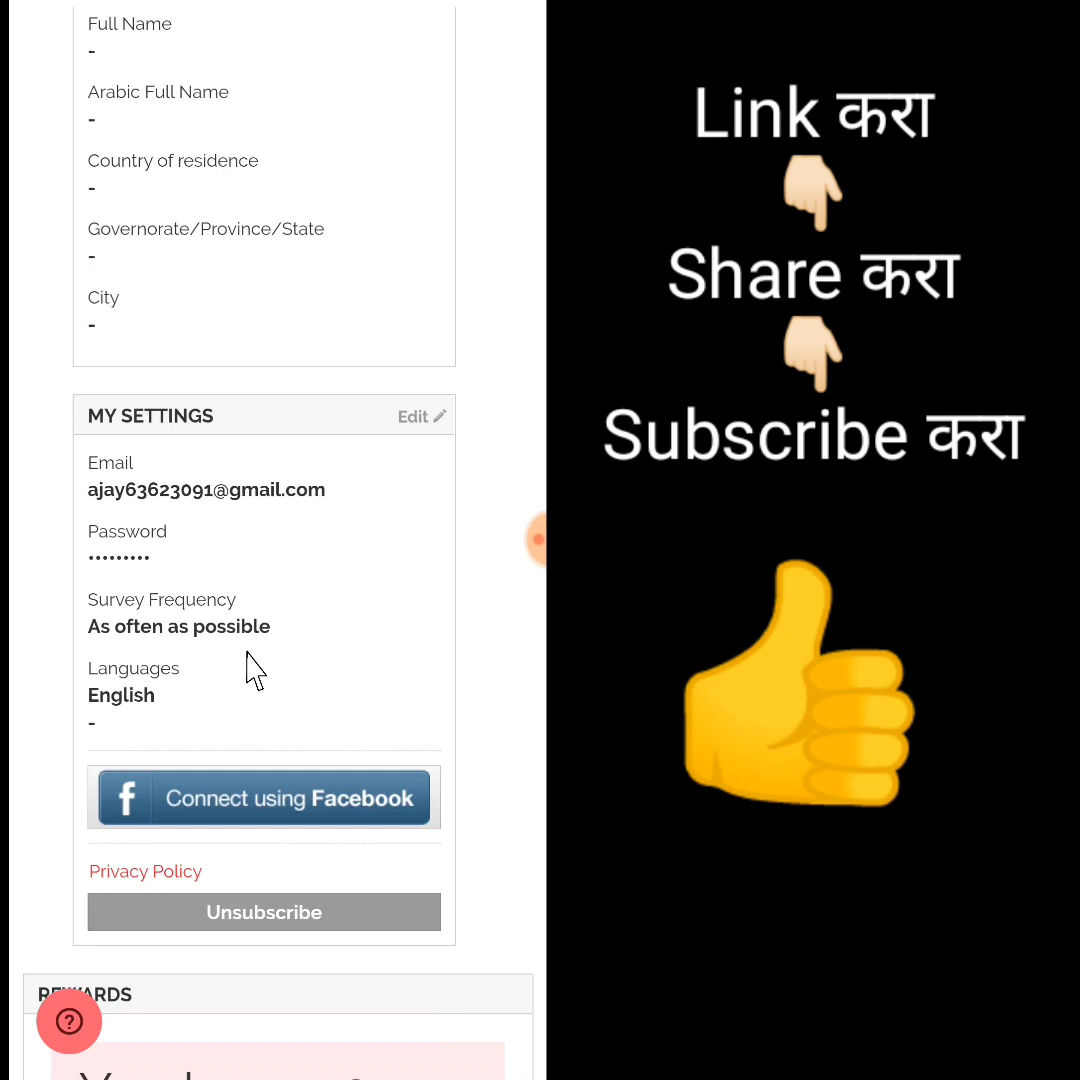 Full Name
-
Arabic Full Name
-
Country of residence
-
Governorate/Province/State
-
City
-
MY SETTINGS
Edit
Email
ajay63623091@gmail.com
Password
•••••••••
Survey Frequency
As often as possible
Languages
English
-
f Connect using Facebook
Privacy Policy
Unsubscribe
REWARDS
?
Link करा
Share करा
Subscribe करा